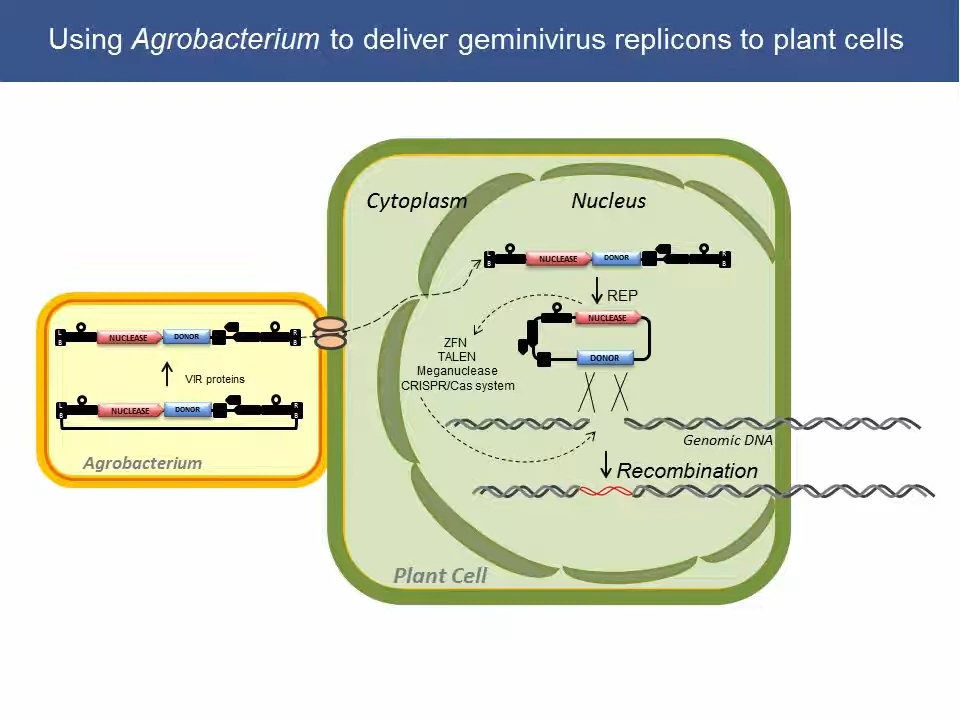 Using Agrobacterium to deliver geminivirus replicons to plant cells
Cytoplasm
Nucleus
L
B
NUCLEASE
DONOR
R
B
REP
NUCLEASE
DONOR
ZFN
TALEN
Meganuclease
CRISPR/Cas system
Genomic DNA
Recombination
Plant Cell
L
B
NUCLEASE
DONOR
R
B
VIR proteins
L
B
NUCLEASE
DONOR
R
B
Agrobacterium